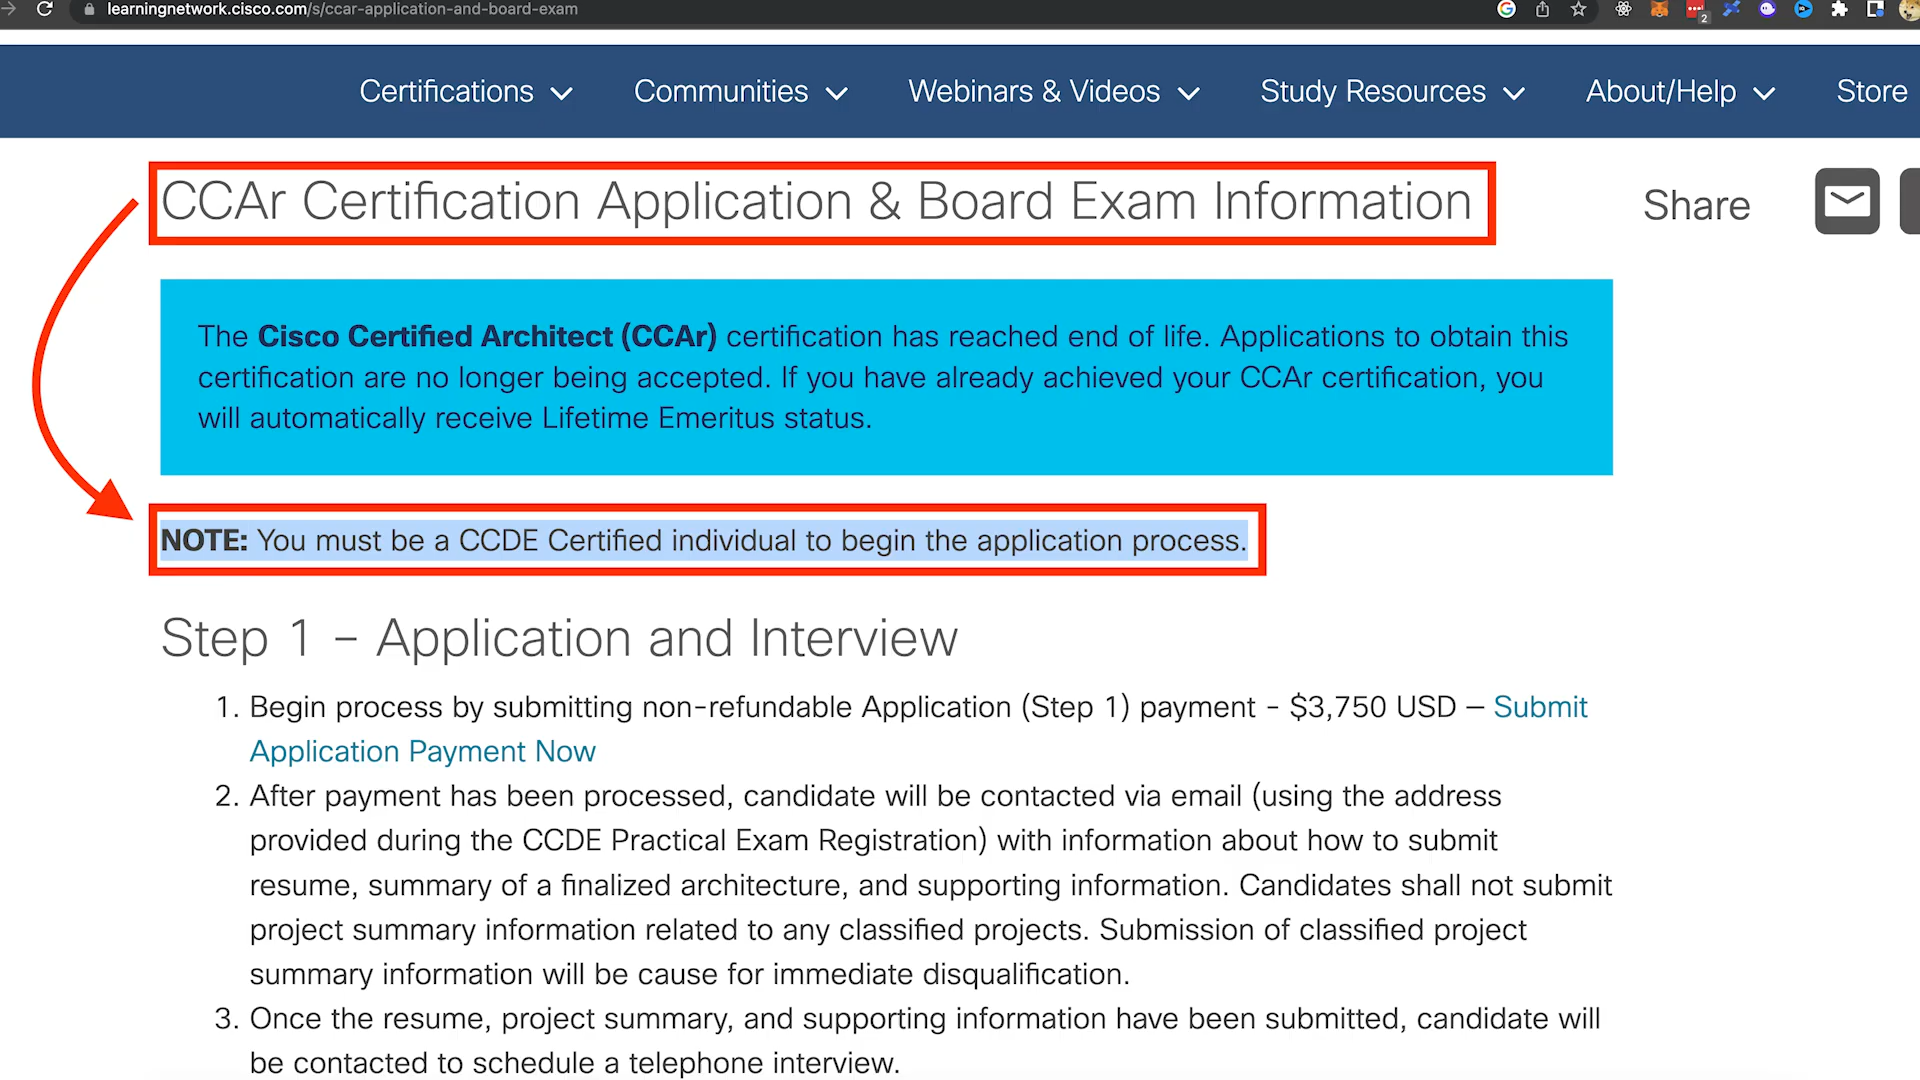 learningnetwork.cisco.com/s/ccar-application-and-board-exam
2
Certifications Communities Webinars & Videos Study Resources About/Help Store
CCAr Certification Application & Board Exam Information
Share
The Cisco Certified Architect (CCAr) certification has reached end of life. Applications to obtain this
certification are no longer being accepted. If you have already achieved your CCAr certification, you
will automatically receive Lifetime Emeritus status.
NOTE: You must be a CCDE Certified individual to begin the application process.
Step 1 – Application and Interview
1. Begin process by submitting non-refundable Application (Step 1) payment - $3,750 USD – Submit
Application Payment Now
2. After payment has been processed, candidate will be contacted via email (using the address
provided during the CCDE Practical Exam Registration) with information about how to submit
resume, summary of a finalized architecture, and supporting information. Candidates shall not submit
project summary information related to any classified projects. Submission of classified project
summary information will be cause for immediate disqualification.
3. Once the resume, project summary, and supporting information have been submitted, candidate will
be contacted to schedule a telephone interview.